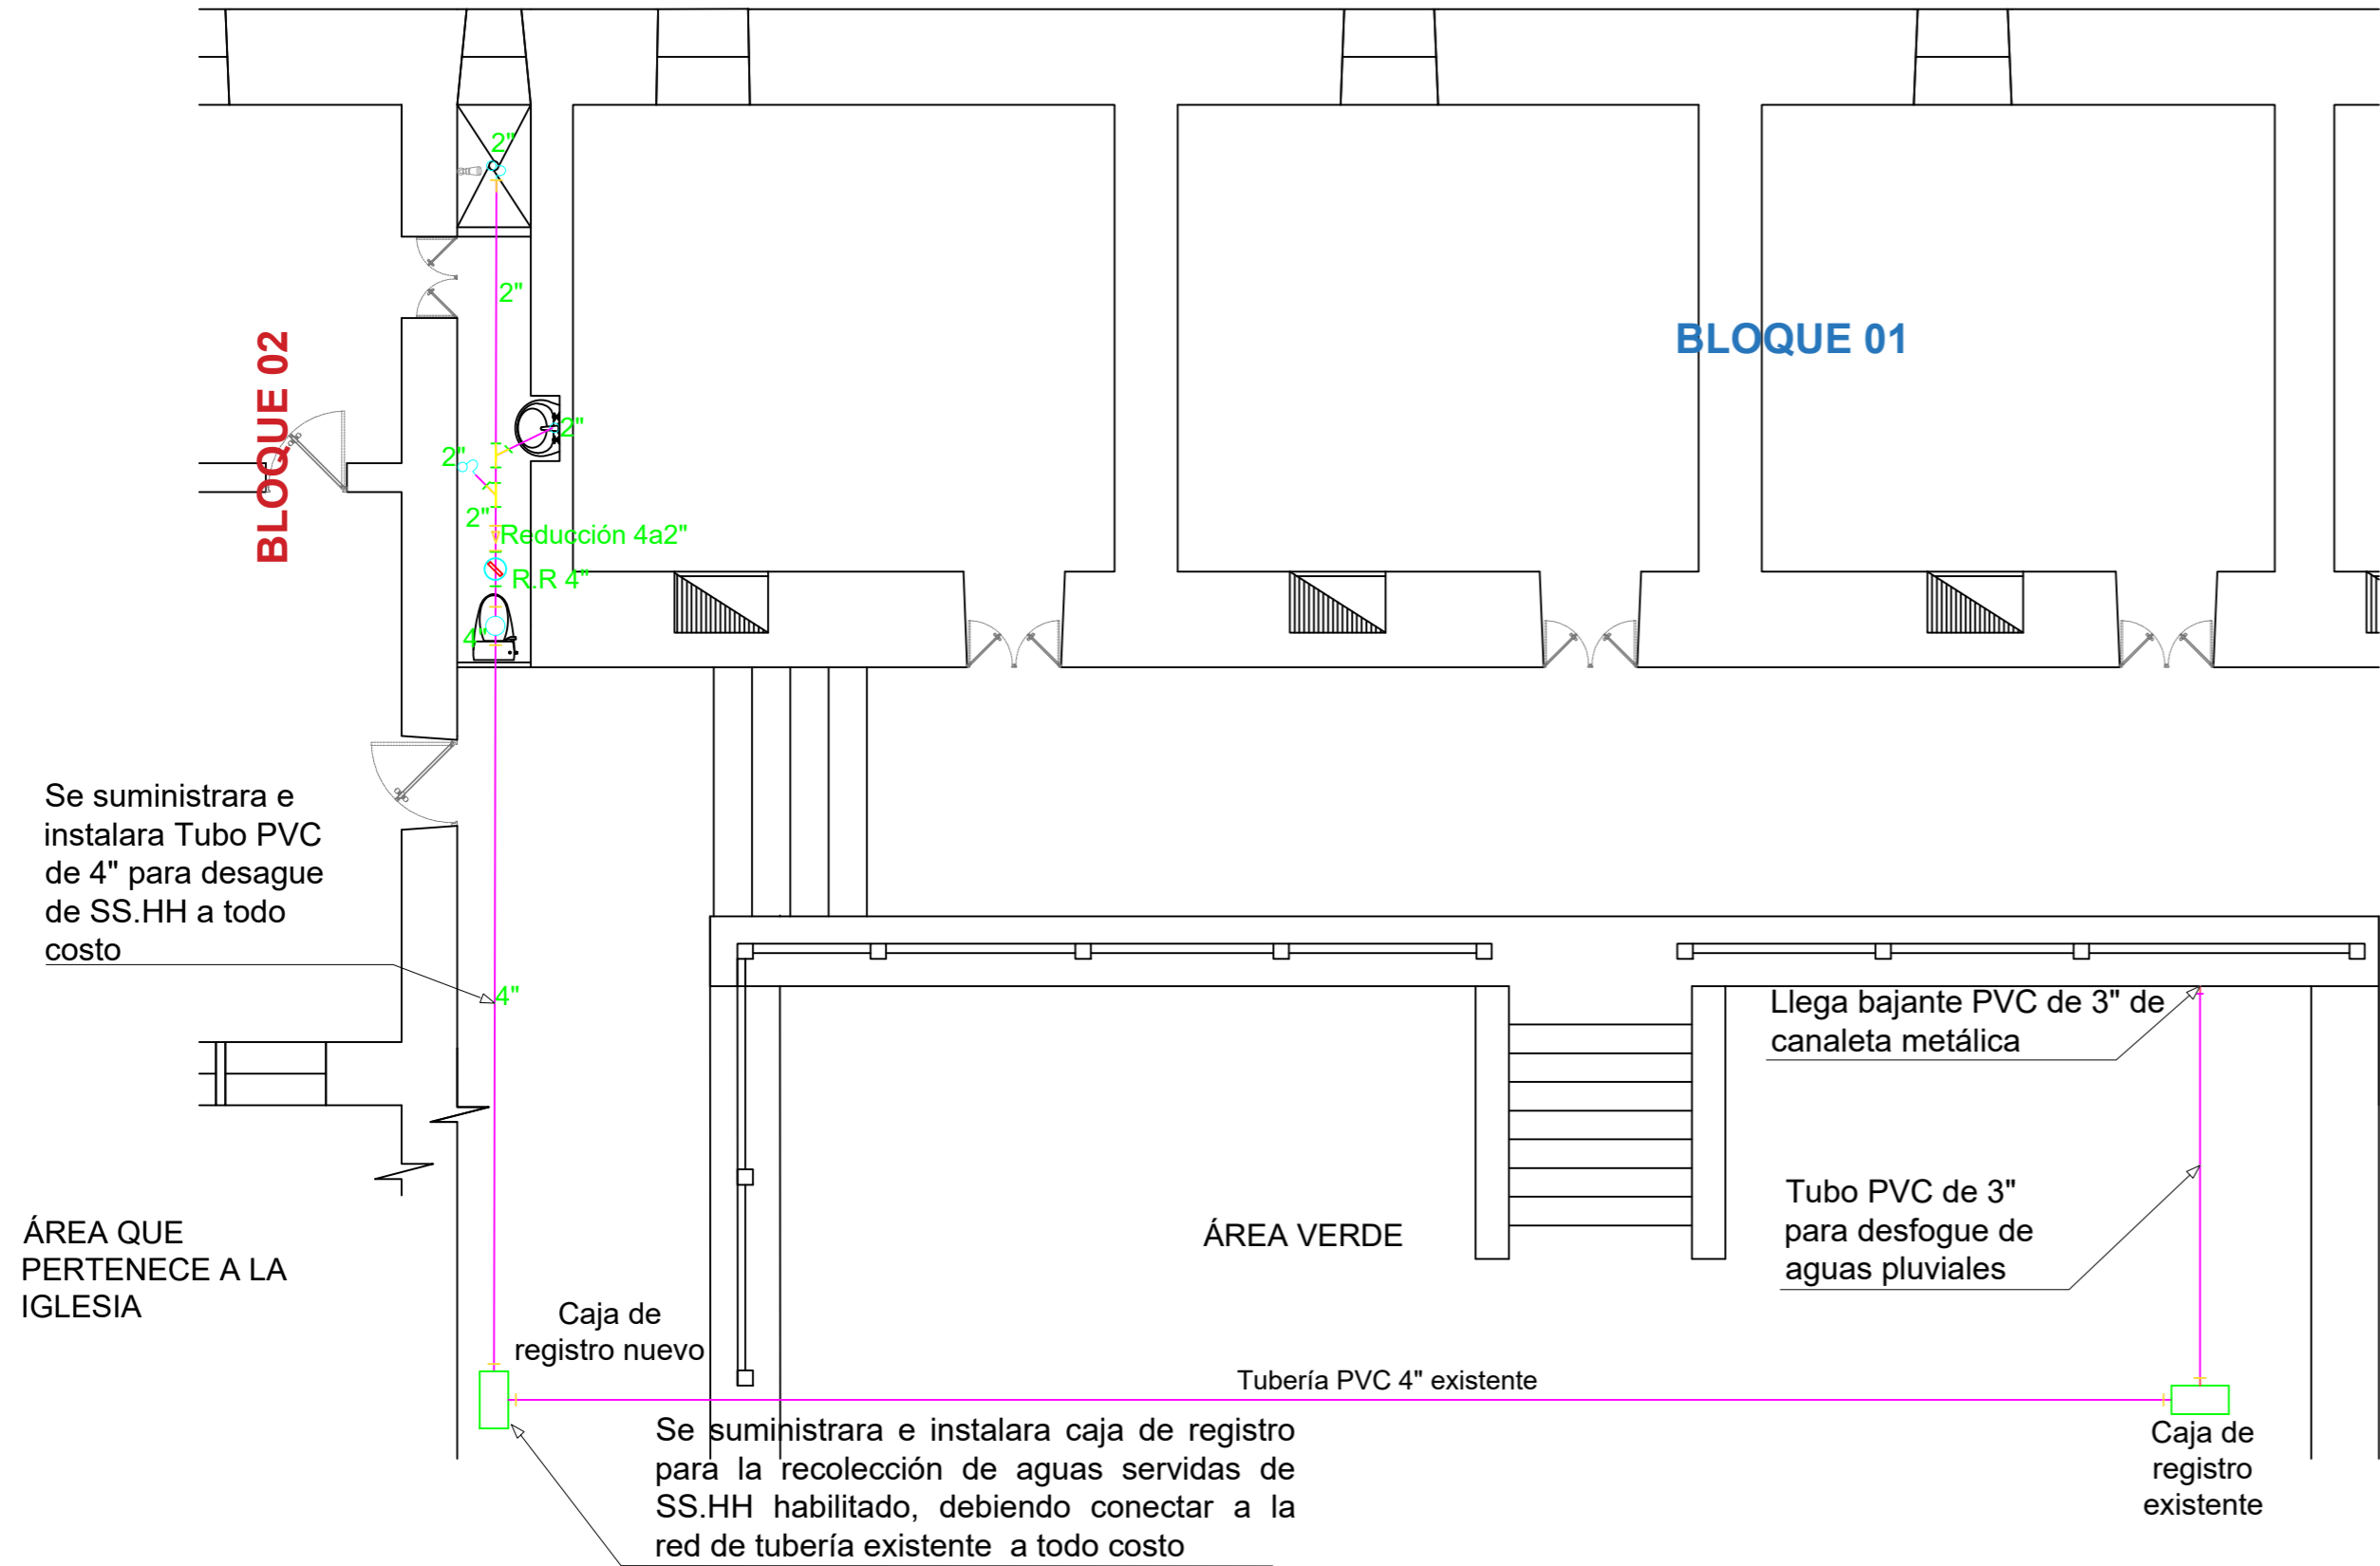 2"
2"
BLOQUE 02
BLOQUE 01
2"
2"
2"
Reducción 4a2"
R.R 4"
4"
Se suministrara e
instalara Tubo PVC
de 4" para desague
de SS.HH a todo
costo
4"
Llega bajante PVC de 3" de
canaleta metálica
Tubo PVC de 3"
para desfogue de
aguas pluviales
ÁREA QUE
PERTENECE A LA
IGLESIA
ÁREA VERDE
Caja de
registro nuevo
Tubería PVC 4" existente
Se suministrara e instalara caja de registro
para la recolección de aguas servidas de
SS.HH habilitado, debiendo conectar a la
red de tubería existente a todo costo
Caja de
registro
existente